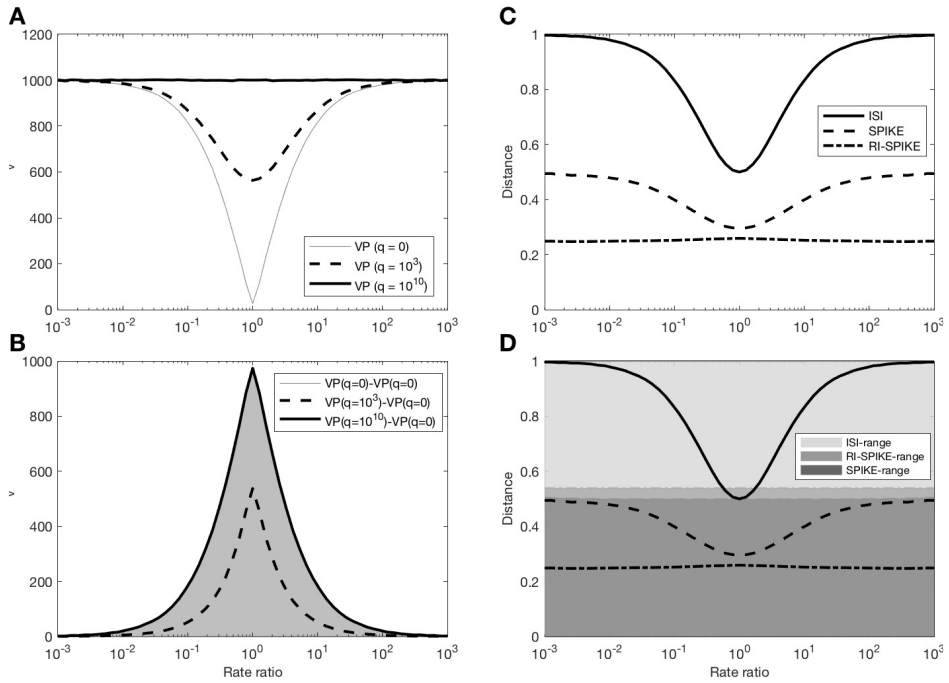 A
1200
1000
800
600
400
200
0
v
VP (q = 0)
VP (q = 10³)
VP (q = 10¹⁰)
10⁻³ 10⁻² 10⁻¹ 10⁰ 10¹ 10² 10³
B
1000
800
600
400
200
0
v
VP(q=0)-VP(q=0)
VP(q=10³)-VP(q=0)
VP(q=10¹⁰)-VP(q=0)
10⁻³ 10⁻² 10⁻¹ 10⁰ 10¹ 10² 10³
Rate ratio
C
1
0.8
0.6
0.4
0.2
0
Distance
ISI
SPIKE
RI-SPIKE
10⁻³ 10⁻² 10⁻¹ 10⁰ 10¹ 10² 10³
D
1
0.8
0.6
0.4
0.2
0
Distance
ISI-range
RI-SPIKE-range
SPIKE-range
10⁻³ 10⁻² 10⁻¹ 10⁰ 10¹ 10² 10³
Rate ratio